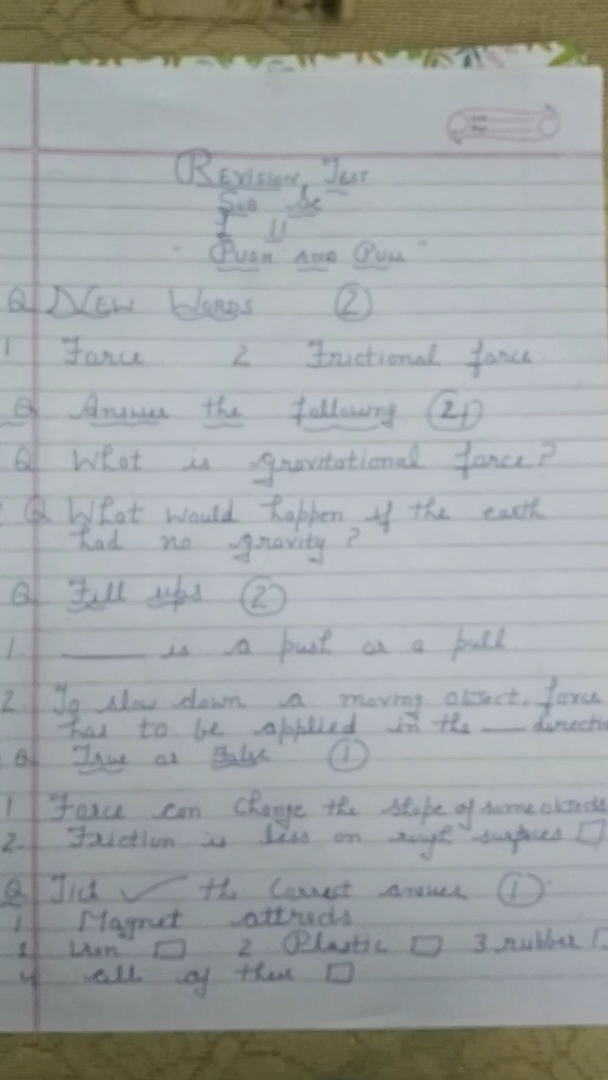 Revision Test
Sub Sc
"Push and Pull"
Q New Words (2)
1 Force 2 Frictional force
Q Answer the following (2)
Q What is gravitational force?
Q What would happen if the earth
had no gravity?
Q Fill ups (2)
1 ______ is a push or a pull
2. To slow down a moving object, force
has to be applied in the ___ directio
Q True or False (1)
1 Force can change the shape of some objects
2. Friction is less on rough surfaces □
Q Tick ✓ the Correct answer (1)
1 Magnet attracts
1 Iron □ 2 Plastic □ 3 rubber □
4 all of these □